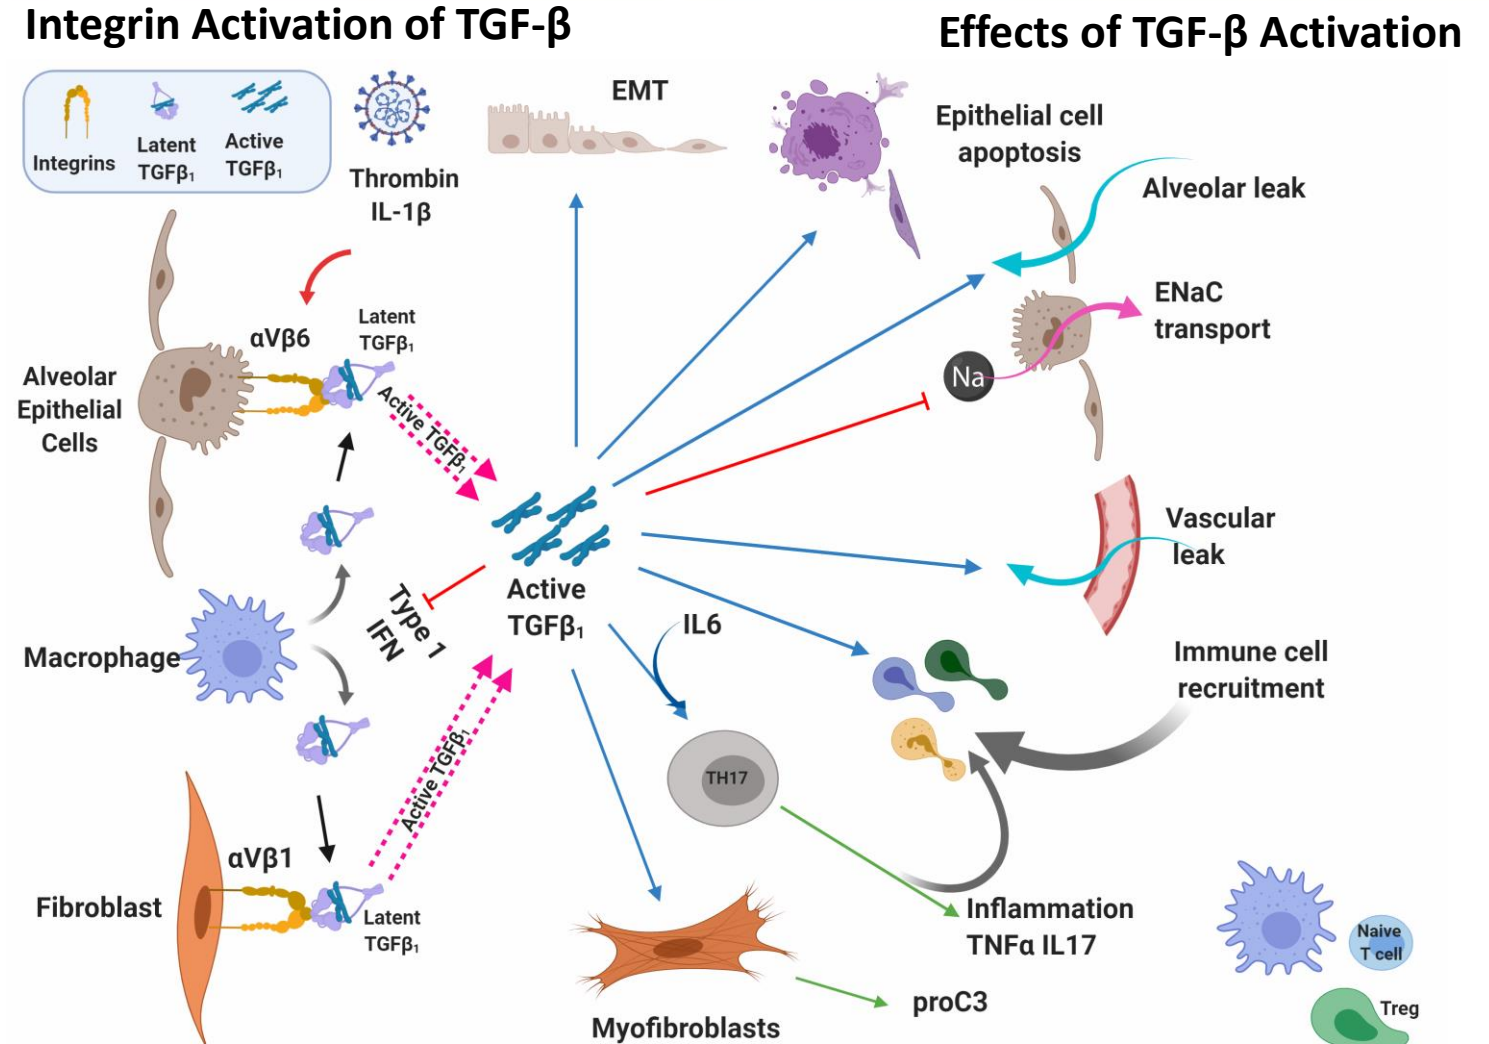 Integrin Activation of TGF-β
Effects of TGF-β Activation
Integrins
Latent
TGFβ₁
Active
TGFβ₁
Thrombin
IL-1β
EMT
Epithelial cell
apoptosis
Alveolar leak
ENaC
transport
Na
αVβ6
Latent
TGFβ₁
Alveolar
Epithelial
Cells
Active TGFβ₁
Active
TGFβ₁
Type 1
IFN
Macrophage
IL6
Vascular
leak
Immune cell
recruitment
TH17
Active TGFβ₁
αVβ1
Fibroblast
Latent
TGFβ₁
Inflammation
TNFα IL17
proC3
Myofibroblasts
Naive
T cell
Treg